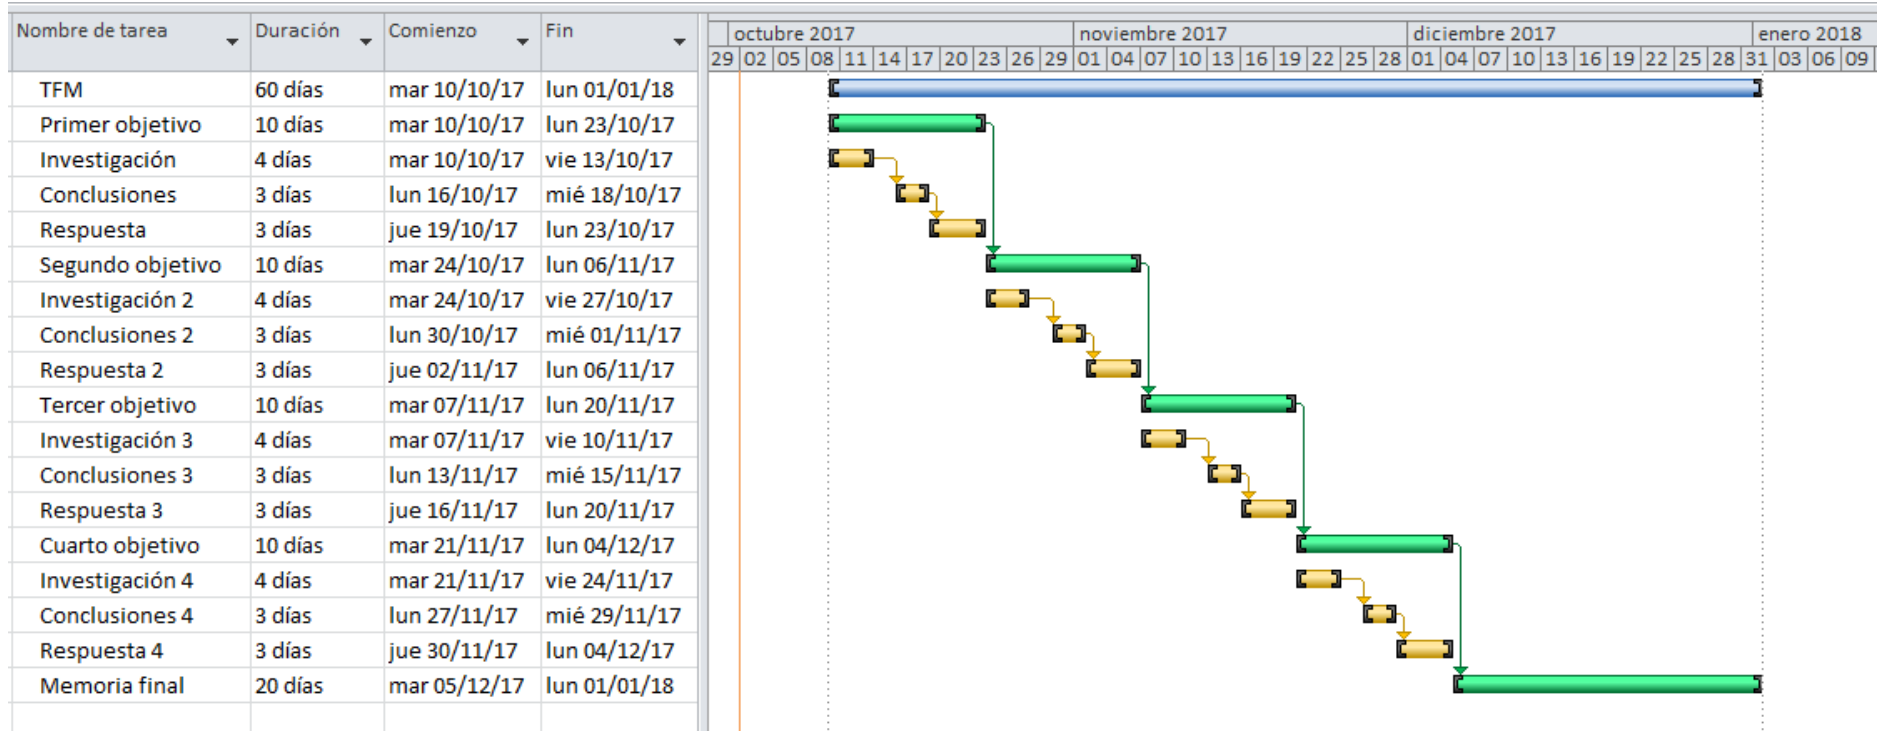 Nombre de tarea Duración Comienzo Fin
octubre 2017 noviembre 2017 diciembre 2017 enero 2018
29 02 05 08 11 14 17 20 23 26 29 01 04 07 10 13 16 19 22 25 28 01 04 07 10 13 16 19 22 25 28 31 03 06 09
TFM 60 días mar 10/10/17 lun 01/01/18
Primer objetivo 10 días mar 10/10/17 lun 23/10/17
Investigación 4 días mar 10/10/17 vie 13/10/17
Conclusiones 3 días lun 16/10/17 mié 18/10/17
Respuesta 3 días jue 19/10/17 lun 23/10/17
Segundo objetivo 10 días mar 24/10/17 lun 06/11/17
Investigación 2 4 días mar 24/10/17 vie 27/10/17
Conclusiones 2 3 días lun 30/10/17 mié 01/11/17
Respuesta 2 3 días jue 02/11/17 lun 06/11/17
Tercer objetivo 10 días mar 07/11/17 lun 20/11/17
Investigación 3 4 días mar 07/11/17 vie 10/11/17
Conclusiones 3 3 días lun 13/11/17 mié 15/11/17
Respuesta 3 3 días jue 16/11/17 lun 20/11/17
Cuarto objetivo 10 días mar 21/11/17 lun 04/12/17
Investigación 4 4 días mar 21/11/17 vie 24/11/17
Conclusiones 4 3 días lun 27/11/17 mié 29/11/17
Respuesta 4 3 días jue 30/11/17 lun 04/12/17
Memoria final 20 días mar 05/12/17 lun 01/01/18